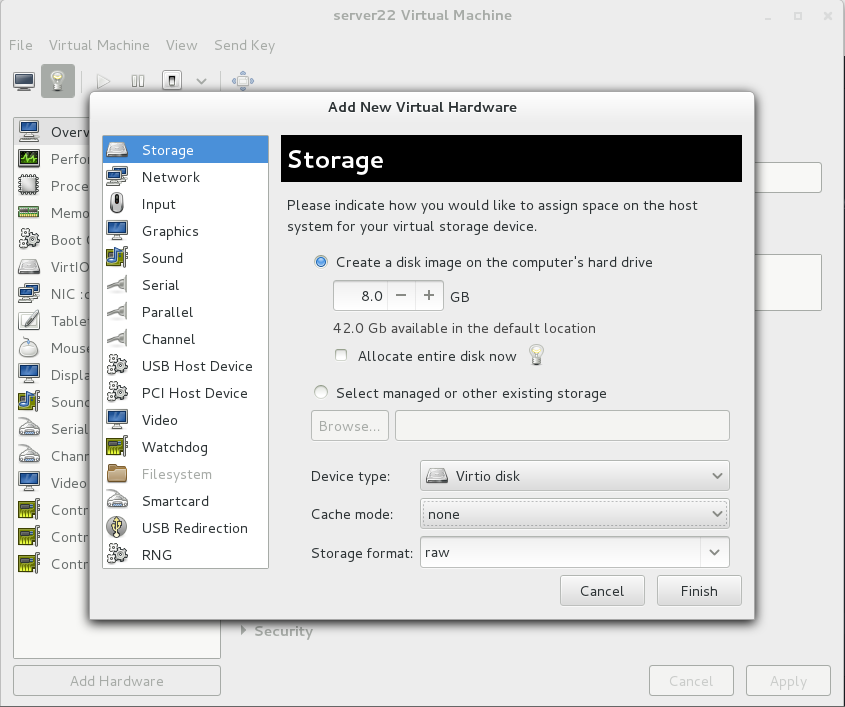 server22 Virtual Machine
File Virtual Machine View Send Key
Add New Virtual Hardware
Storage
Network
Input
Graphics
Sound
Serial
Parallel
Channel
USB Host Device
PCI Host Device
Video
Watchdog
Filesystem
Smartcard
USB Redirection
RNG
Storage
Please indicate how you would like to assign space on the host
system for your virtual storage device.
Create a disk image on the computer's hard drive
8.0 − + GB
42.0 Gb available in the default location
Allocate entire disk now
Select managed or other existing storage
Browse...
Device type: Virtio disk
Cache mode: none
Storage format: raw
Cancel Finish
Overv
Perfo
Proce
Memo
Boot
VirtIO
NIC :
Table
Mouse
Displa
Sound
Serial
Chan
Video
Contr
Contr
Contr
Security
Add Hardware
Cancel Apply